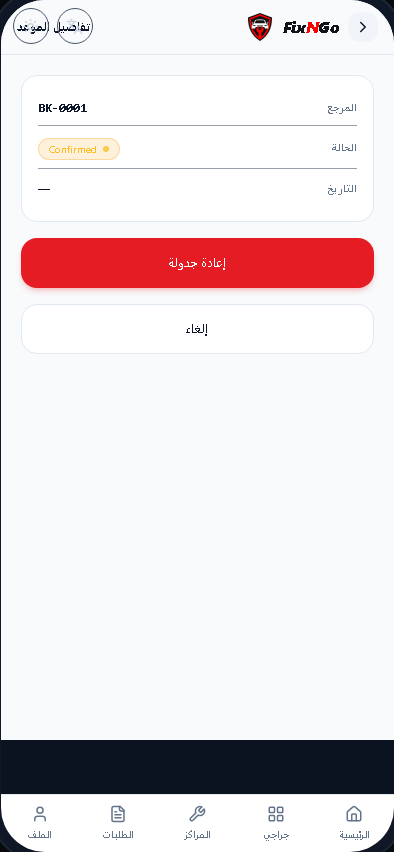 FixNGo
تفاصيل الموعد
المرجع
BK-0001
الحالة
Confirmed
التاريخ
—
إعادة جدولة
إلغاء
الرئيسية
جراجي
المراكز
الطلبات
الملف